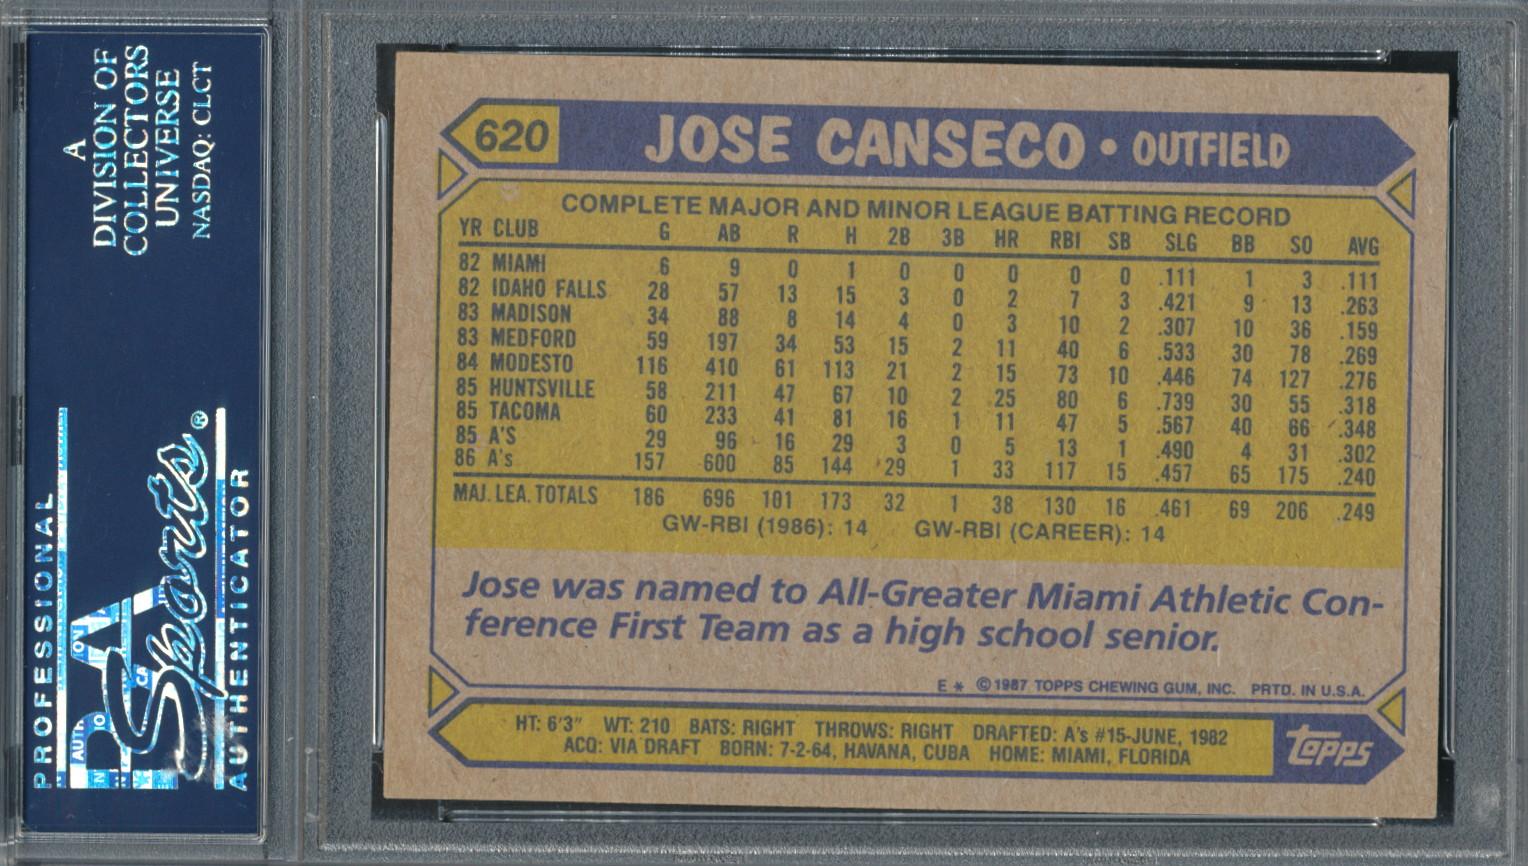 A
DIVISION OF
COLLECTORS
UNIVERSE
NASDAQ: CLCT
PROFESSIONAL
PSA
Sports®
AUTHENTICATOR
620 JOSE CANSECO • OUTFIELD
COMPLETE MAJOR AND MINOR LEAGUE BATTING RECORD
YR CLUB G AB R H 2B 3B HR RBI SB SLG BB SO AVG
82 MIAMI 6 9 0 1 0 0 0 0 0 .111 1 3 .111
82 IDAHO FALLS 28 57 13 15 3 0 2 7 3 .421 9 13 .263
83 MADISON 34 88 8 14 4 0 3 10 2 .307 10 36 .159
83 MEDFORD 59 197 34 53 15 2 11 40 6 .533 30 78 .269
84 MODESTO 116 410 61 113 21 2 15 73 10 .446 74 127 .276
85 HUNTSVILLE 58 211 47 67 10 2 25 80 6 .739 30 55 .318
85 TACOMA 60 233 41 81 16 1 11 47 5 .567 40 66 .348
85 A'S 29 96 16 29 3 0 5 13 1 .490 4 31 .302
86 A's 157 600 85 144 29 1 33 117 15 .457 65 175 .240
MAJ. LEA. TOTALS 186 696 101 173 32 1 38 130 16 .461 69 206 .249
GW-RBI (1986): 14 GW-RBI (CAREER): 14
Jose was named to All-Greater Miami Athletic Con-
ference First Team as a high school senior.
E * ©1987 TOPPS CHEWING GUM, INC. PRTD. IN U.S.A.
HT: 6'3" WT: 210 BATS: RIGHT THROWS: RIGHT DRAFTED: A's #15-JUNE, 1982
ACQ: VIA DRAFT BORN: 7-2-64, HAVANA, CUBA HOME: MIAMI, FLORIDA
topps